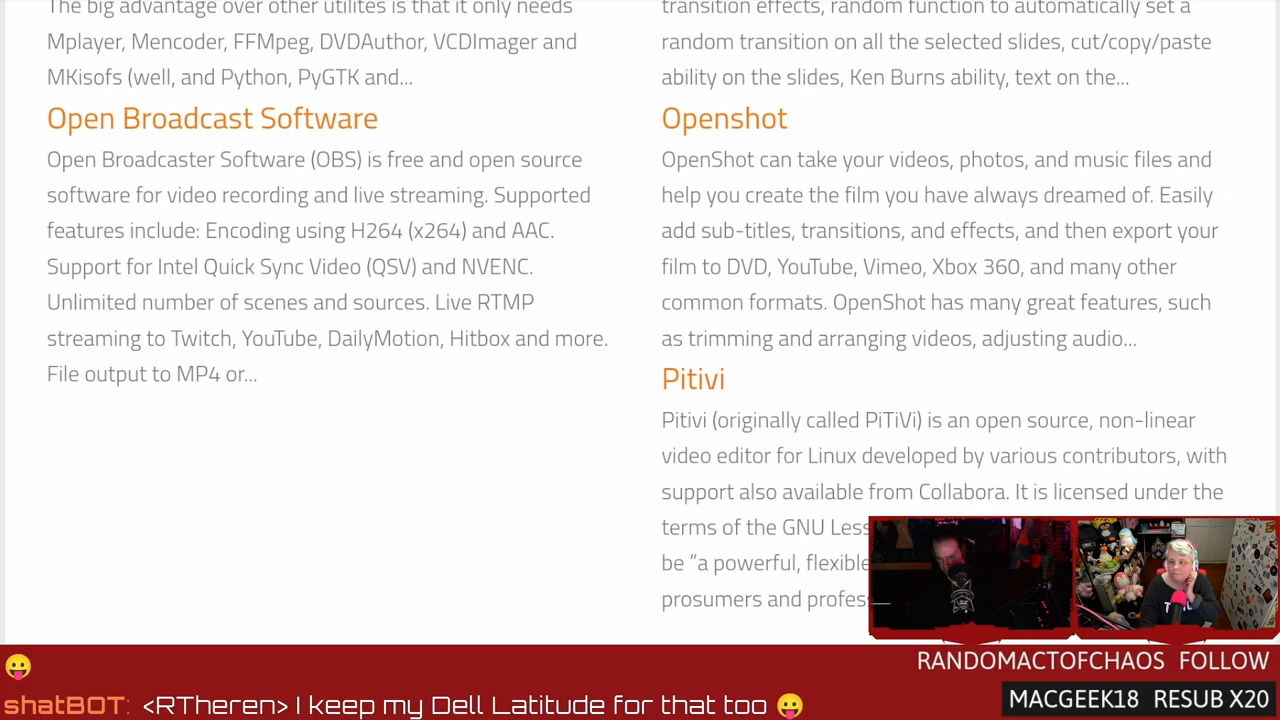 The big advantage over other utilites is that it only needs
Mplayer, Mencoder, FFMpeg, DVDAuthor, VCDImager and
MKisofs (well, and Python, PyGTK and...
Open Broadcast Software
Open Broadcaster Software (OBS) is free and open source
software for video recording and live streaming. Supported
features include: Encoding using H264 (x264) and AAC.
Support for Intel Quick Sync Video (QSV) and NVENC.
Unlimited number of scenes and sources. Live RTMP
streaming to Twitch, YouTube, DailyMotion, Hitbox and more.
File output to MP4 or...
transition effects, random function to automatically set a
random transition on all the selected slides, cut/copy/paste
ability on the slides, Ken Burns ability, text on the...
Openshot
OpenShot can take your videos, photos, and music files and
help you create the film you have always dreamed of. Easily
add sub-titles, transitions, and effects, and then export your
film to DVD, YouTube, Vimeo, Xbox 360, and many other
common formats. OpenShot has many great features, such
as trimming and arranging videos, adjusting audio...
Pitivi
Pitivi (originally called PiTiVi) is an open source, non-linear
video editor for Linux developed by various contributors, with
support also available from Collabora. It is licensed under the
terms of the GNU Less
be “a powerful, flexible
prosumers and profes
RANDOMACTOFCHAOS FOLLOW
😛
shatBOT: <RTheren> I keep my Dell Latitude for that too 😛
MACGEEK18 RESUB X20